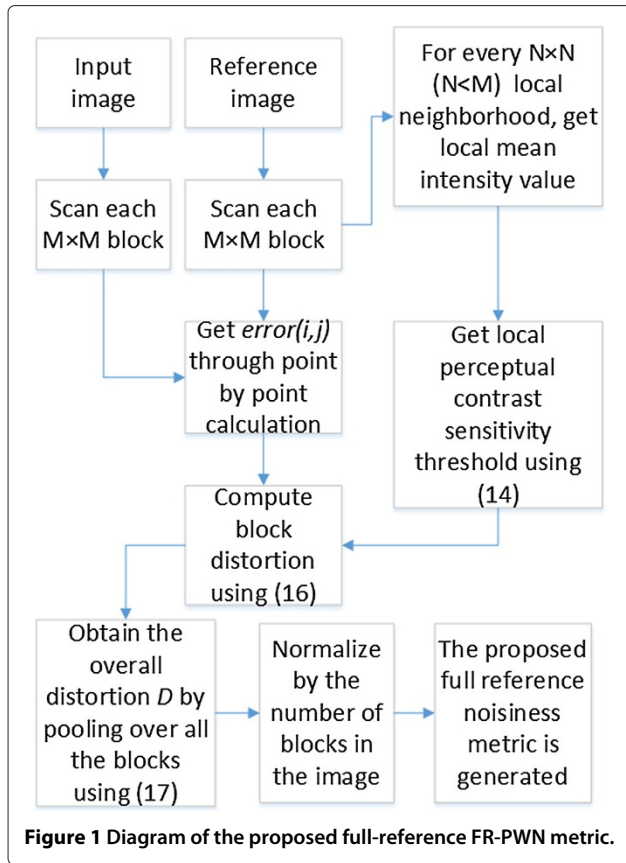 Input
image
Reference
image
For every N×N
(N<M) local
neighborhood, get
local mean
intensity value
Scan each
M×M block
Scan each
M×M block
Get error(i,j)
through point
by point
calculation
Get local
perceptual
contrast
sensitivity
threshold using
(14)
Compute
block
distortion
using (16)
Obtain the
overall
distortion D by
pooling over all
the blocks
using (17)
Normalize
by the
number of
blocks in
the image
The proposed
full reference
noisiness
metric is
generated
Figure 1 Diagram of the proposed full-reference FR-PWN metric.